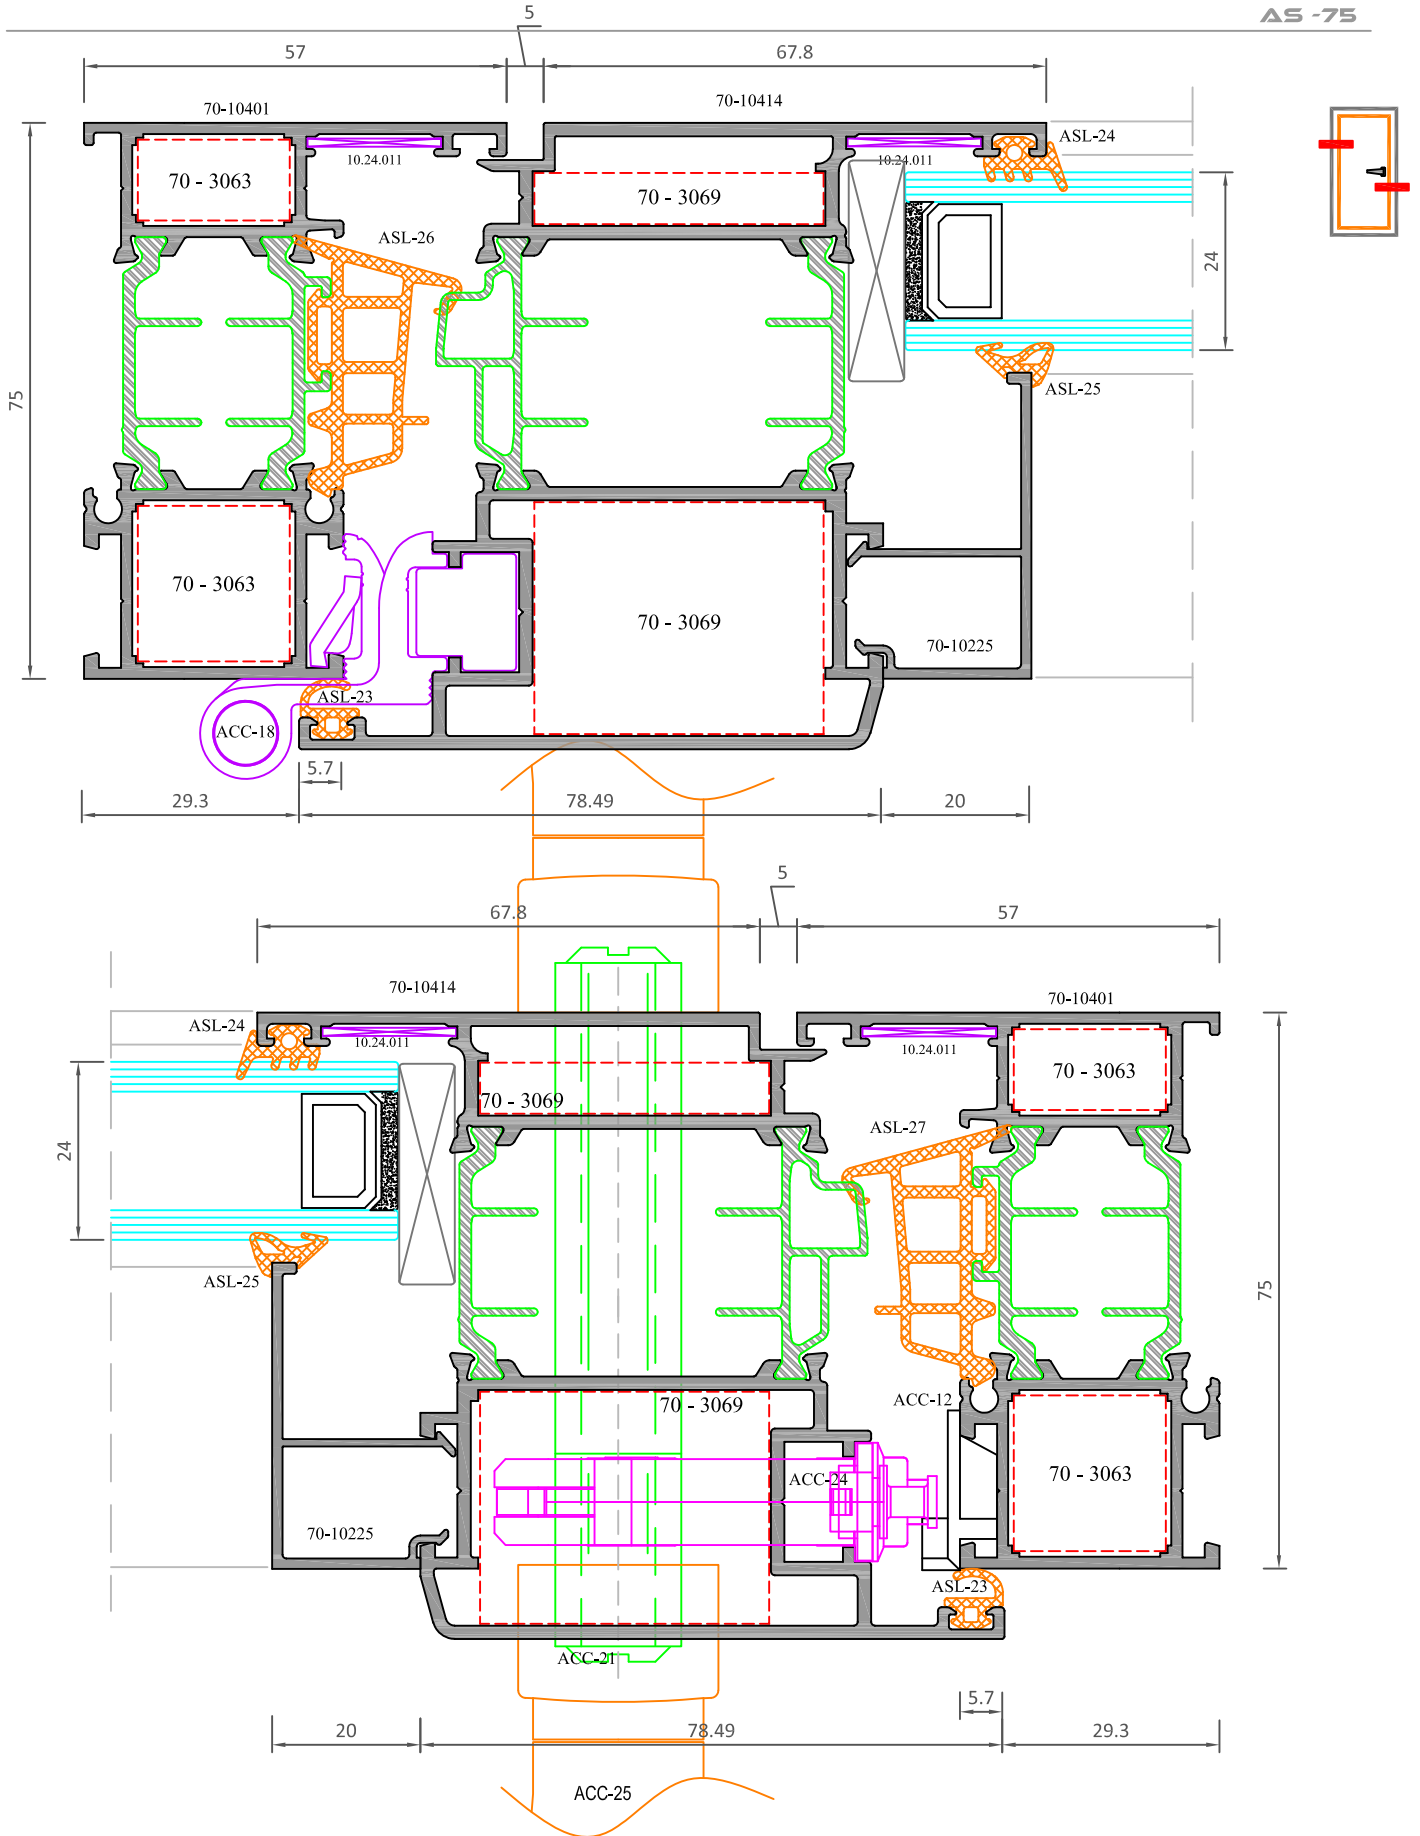 AS -75
5
57
67.8
70-10401
70-10414
ASL-24
10.24.011
10.24.011
70 - 3063
70 - 3069
ASL-26
24
75
ASL-25
70 - 3063
70 - 3069
70-10225
ASL-23
ACC-18
5.7
29.3
78.49
20
5
67.8
57
70-10414
70-10401
ASL-24
10.24.011
10.24.011
70 - 3063
70 - 3069
ASL-27
24
ASL-25
75
70 - 3069
ACC-12
ACC-24
70 - 3063
70-10225
ASL-23
ACC-21
5.7
20
78.49
29.3
ACC-25